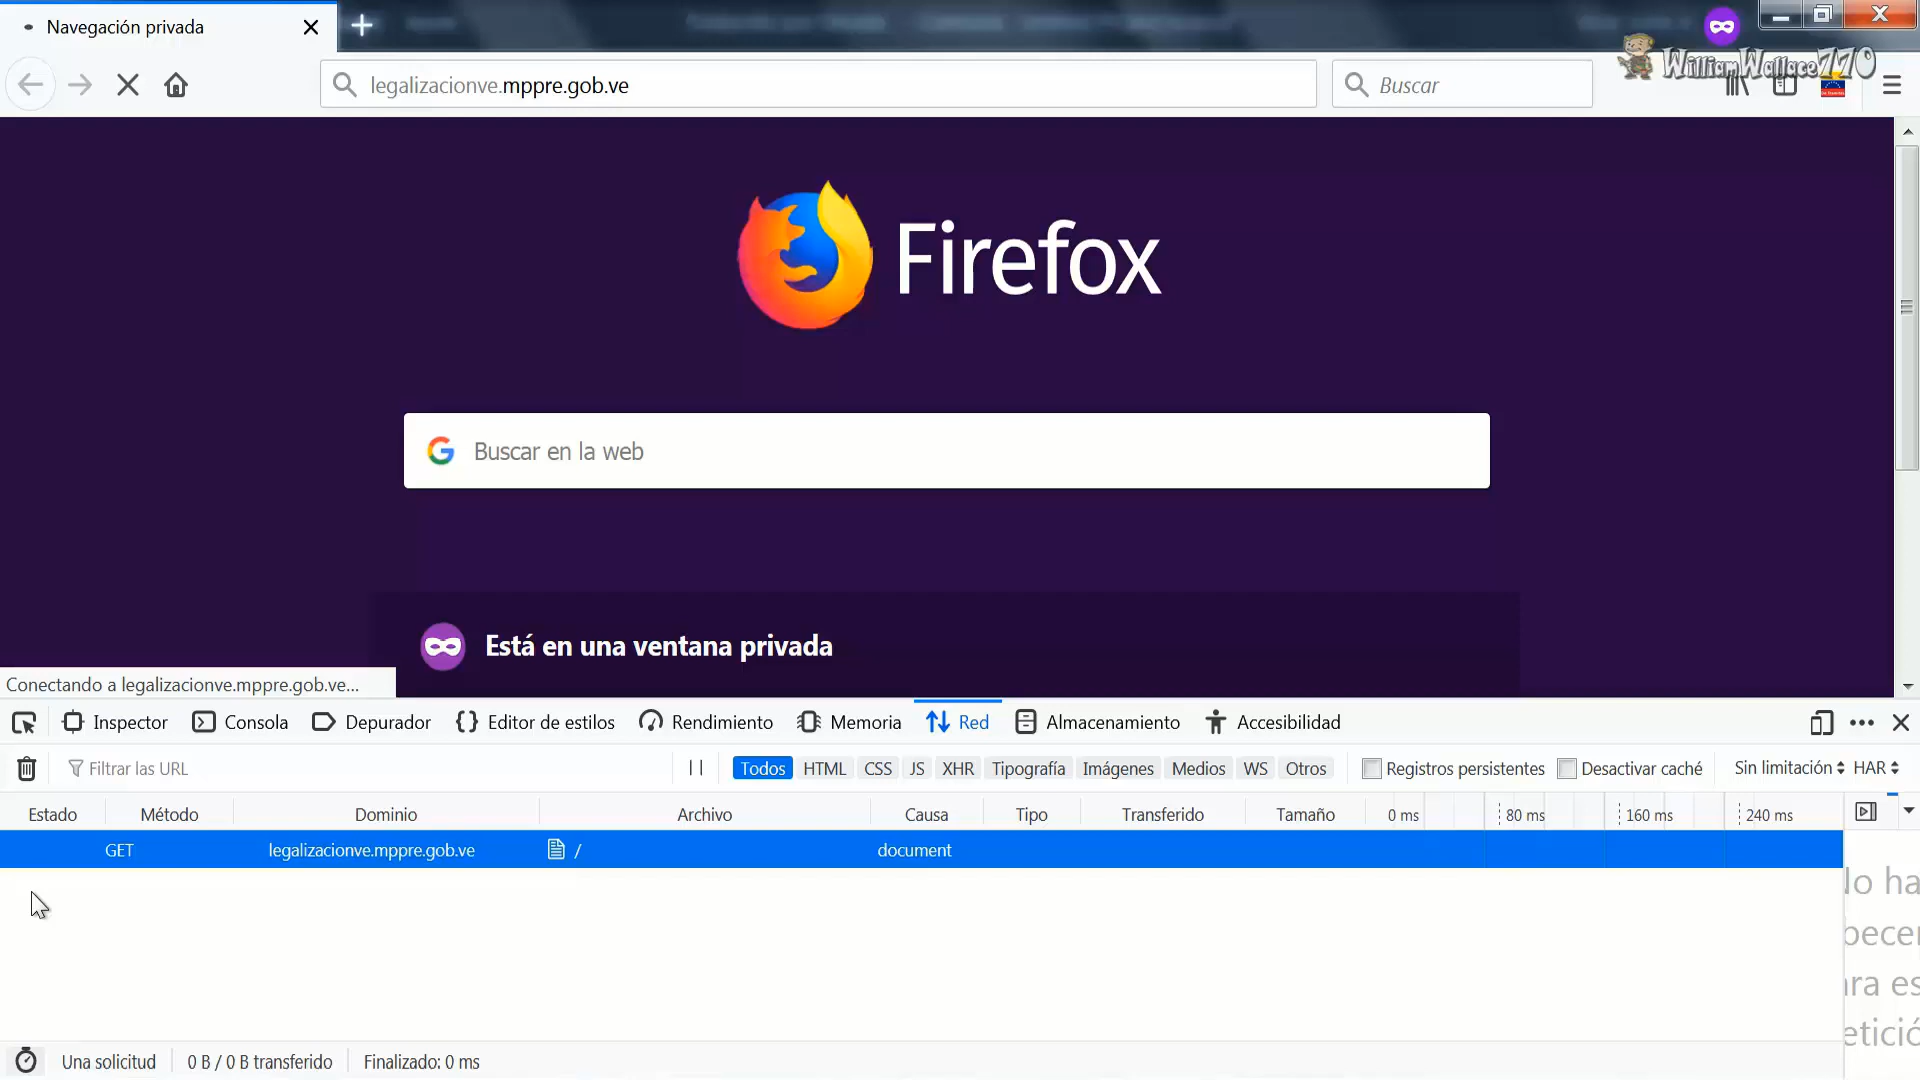 Navegación privada
WilliamWallace770
legalizacionve.mppre.gob.ve
Buscar
Firefox
Buscar en la web
Está en una ventana privada
Conectando a legalizacionve.mppre.gob.ve...
Inspector
Consola
Depurador
Editor de estilos
Rendimiento
Memoria
Red
Almacenamiento
Accesibilidad
Filtrar las URL
Todos
HTML
CSS
JS
XHR
Tipografía
Imágenes
Medios
WS
Otros
Registros persistentes
Desactivar caché
Sin limitación
HAR
Estado
Método
Dominio
Archivo
Causa
Tipo
Transferido
Tamaño
0 ms
80 ms
160 ms
240 ms
GET
legalizacionve.mppre.gob.ve
/
document
Una solicitud
0 B / 0 B transferido
Finalizado: 0 ms